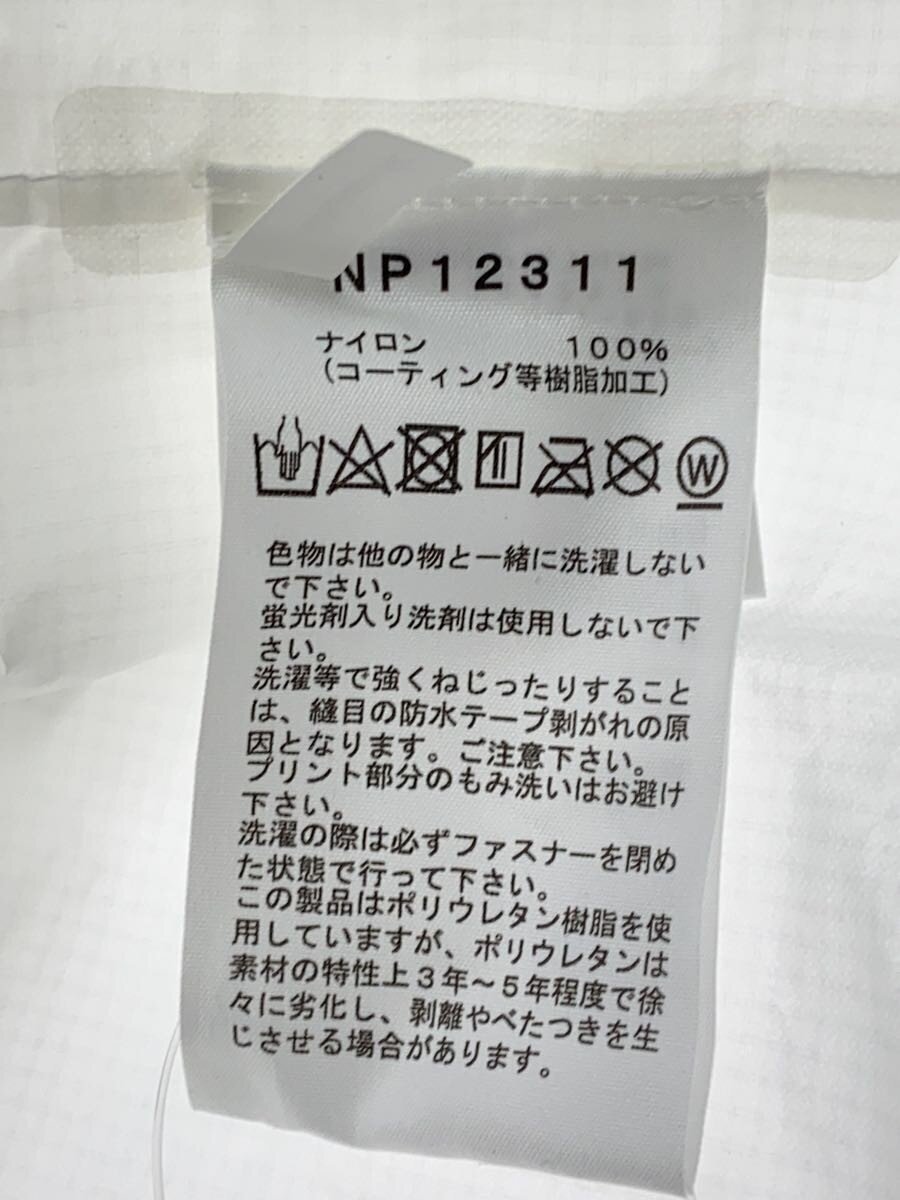 NP12311
ナイロン 100%
(コーティング等樹脂加工)
W
色物は他の物と一緒に洗濯しない
で下さい。
蛍光剤入り洗剤は使用しないで下
さい。
洗濯等で強くねじったりすること
は、縫目の防水テープ剥がれの原
因となります。ご注意下さい。
プリント部分のもみ洗いはお避け
下さい。
洗濯の際は必ずファスナーを閉め
た状態で行って下さい。
この製品はポリウレタン樹脂を使
用していますが、ポリウレタンは
素材の特性上3年～5年程度で徐
々に劣化し、剥離やべたつきを生
じさせる場合があります。